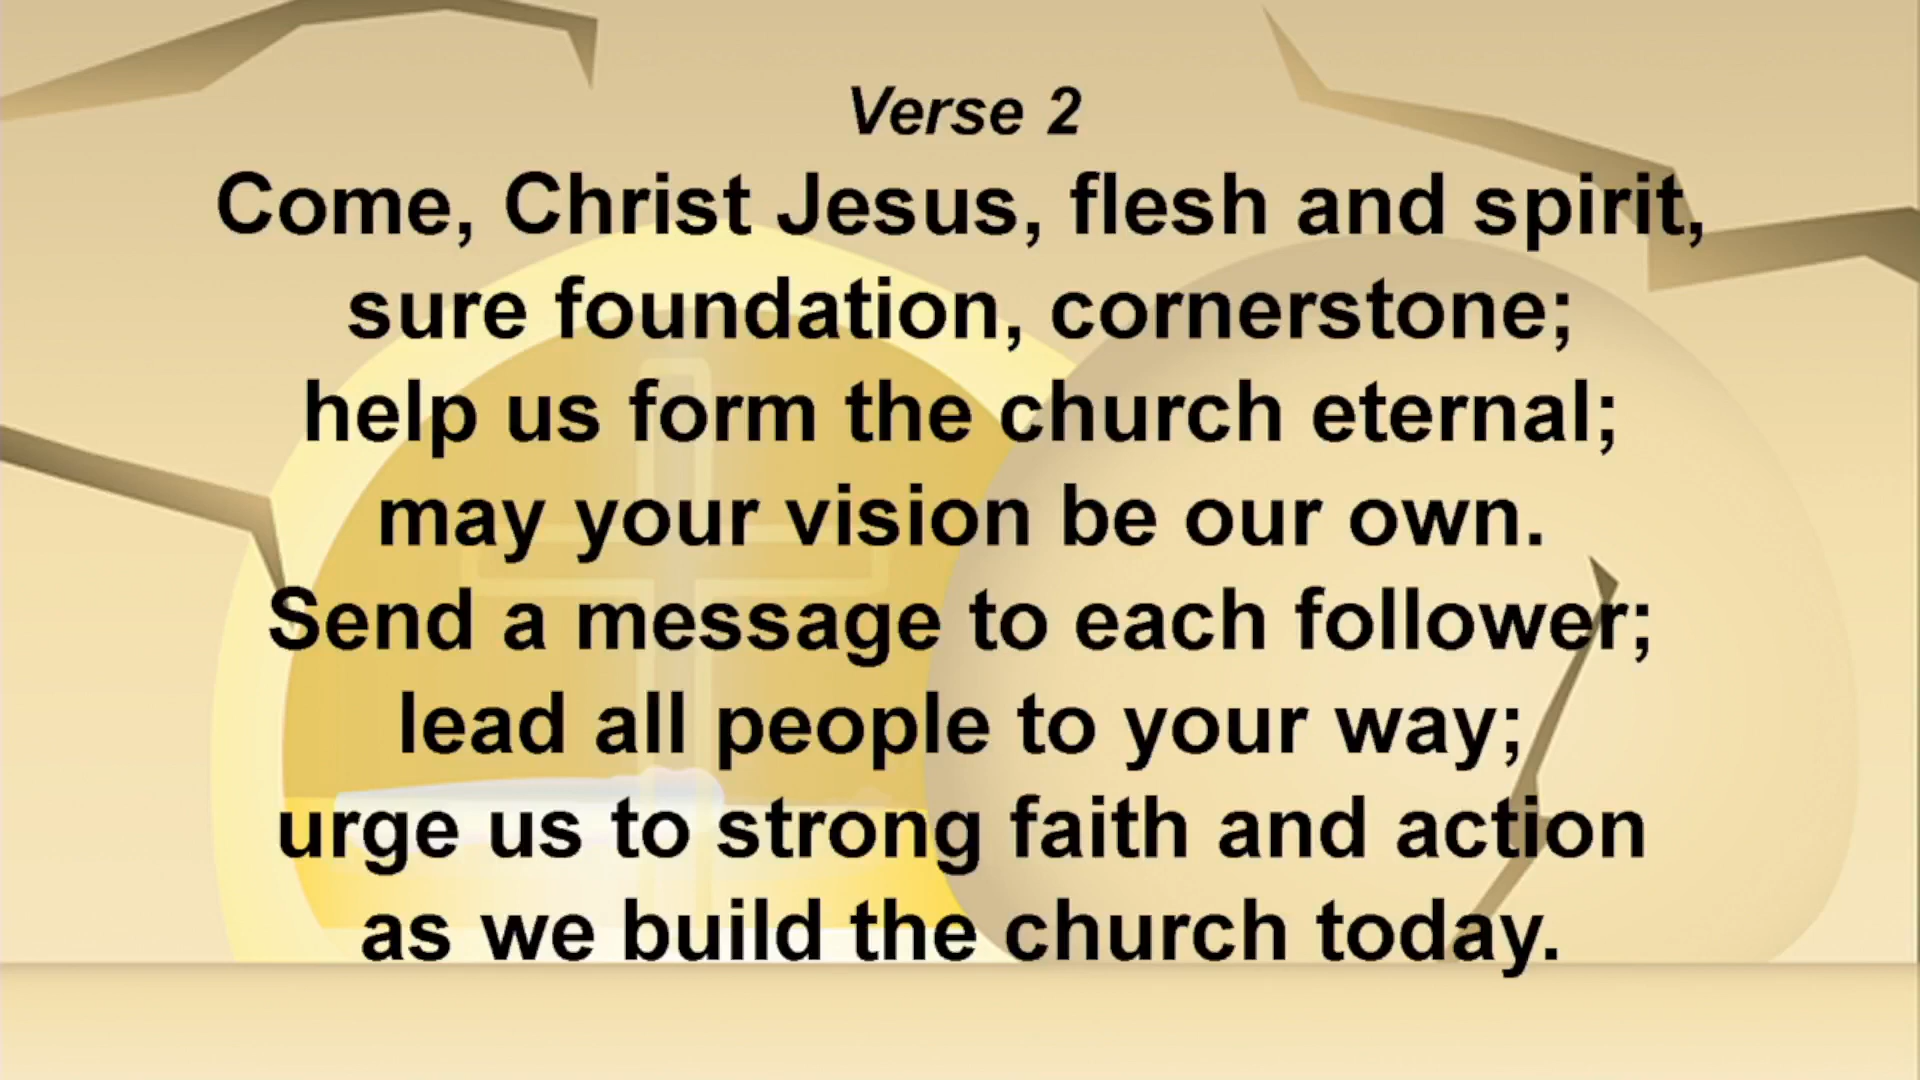 Verse 2
Come, Christ Jesus, flesh and spirit,
sure foundation, cornerstone;
help us form the church eternal;
may your vision be our own.
Send a message to each follower;
lead all people to your way;
urge us to strong faith and action
as we build the church today.